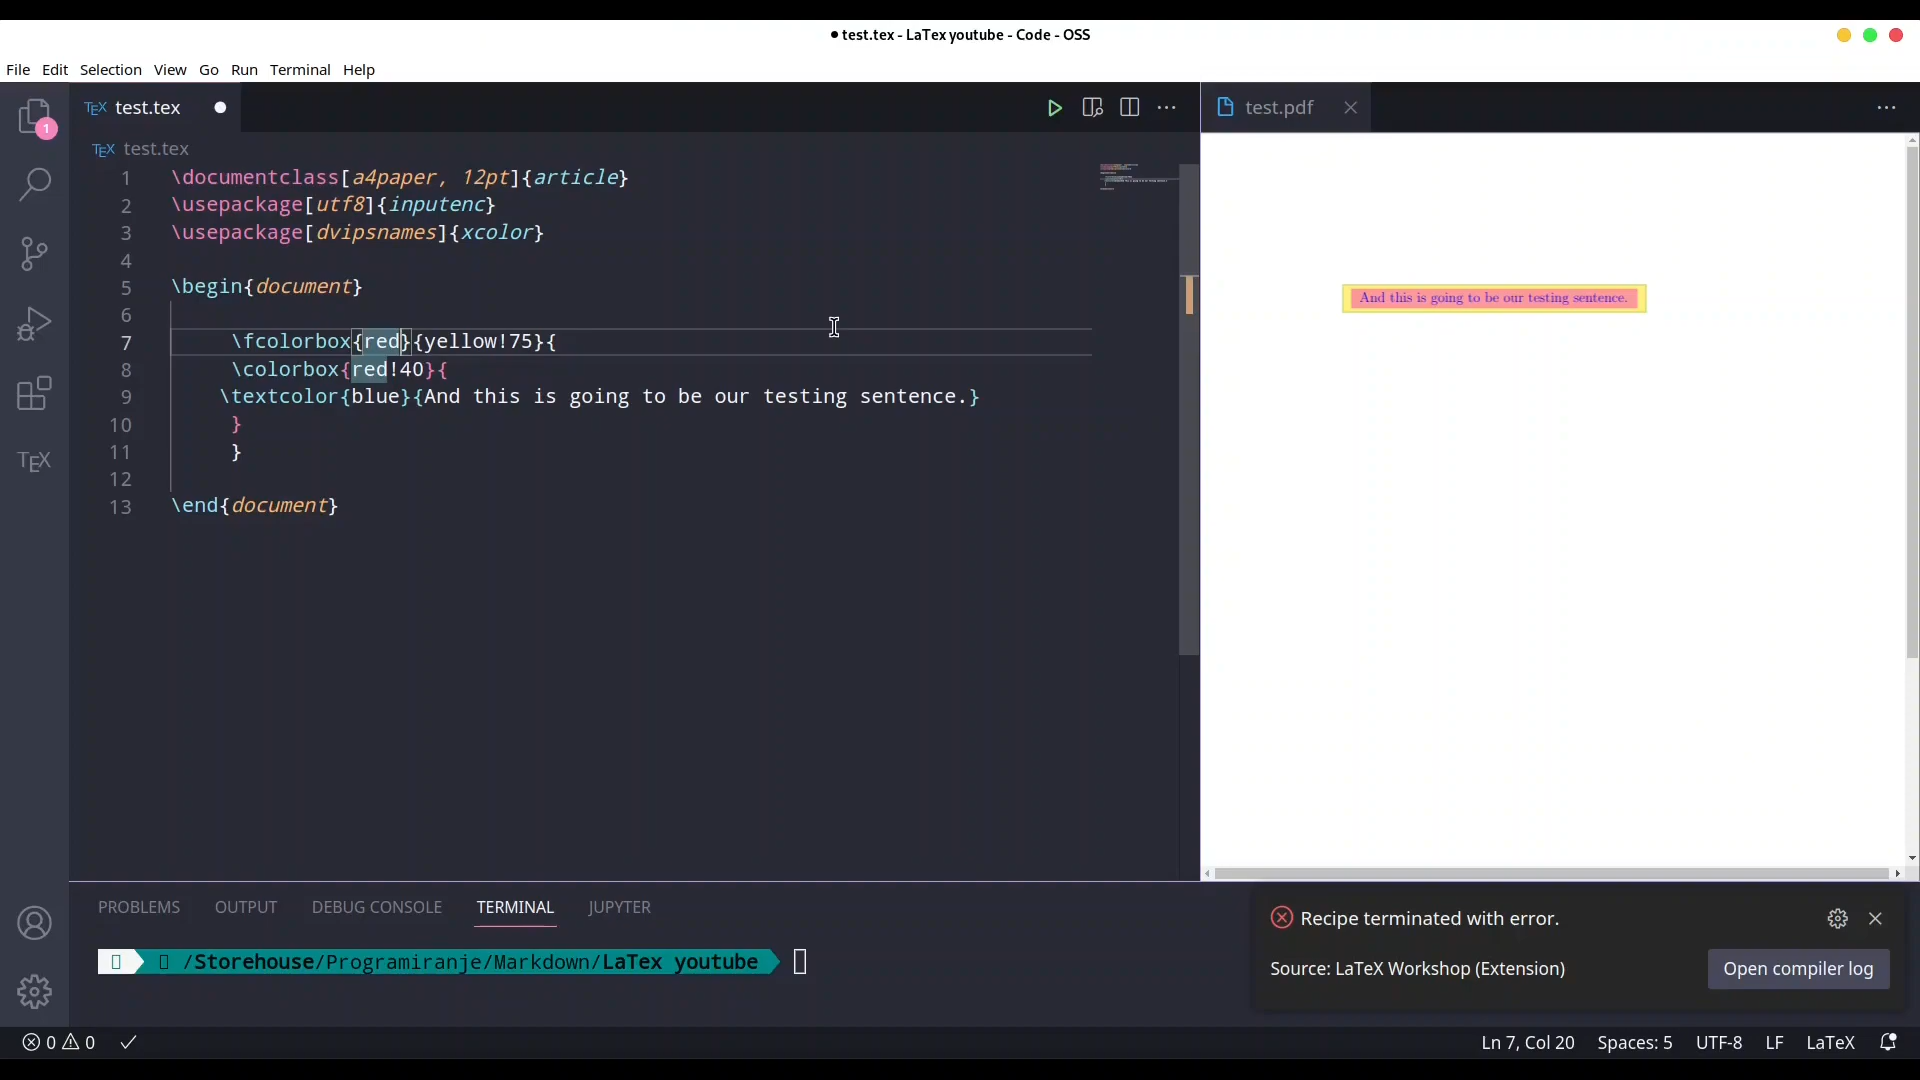 test.tex - LaTex youtube - Code - OSS
File Edit Selection View Go Run Terminal Help
1
TEX test.tex
test.pdf
TEX test.tex
1 \documentclass[a4paper, 12pt]{article}
2 \usepackage[utf8]{inputenc}
3 \usepackage[dvipsnames]{xcolor}
4
5 \begin{document}
6
7 \fcolorbox{red}{yellow!75}{
8 \colorbox{red!40}{
9 \textcolor{blue}{And this is going to be our testing sentence.}
10 }
11 }
12
13 \end{document}
And this is going to be our testing sentence.
TEX
PROBLEMS OUTPUT DEBUG CONSOLE TERMINAL JUPYTER
/Storehouse/Programiranje/Markdown/LaTex youtube
Recipe terminated with error.
Source: LaTeX Workshop (Extension)
Open compiler log
0 0
Ln 7, Col 20 Spaces: 5 UTF-8 LF LaTeX